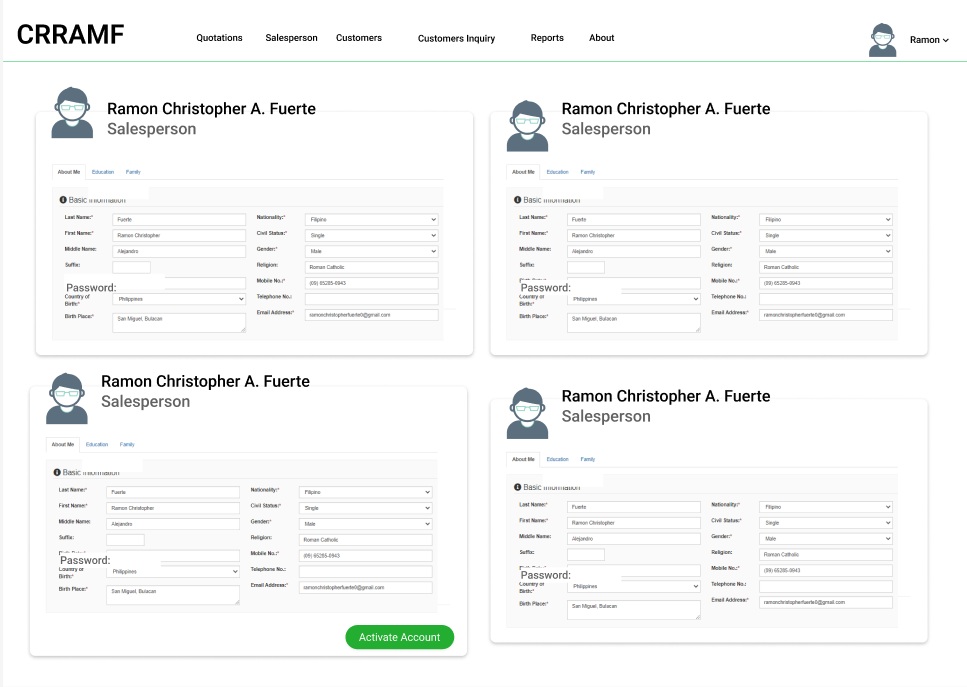 CRRAMF
Quotations Salesperson Customers Customers Inquiry Reports About Ramon
Ramon Christopher A. Fuerte
Salesperson
About Me Education Family
Basic Information
Last Name:* Fuerte Nationality:* Filipino
First Name:* Ramon Christopher Civil Status:* Single
Middle Name: Alejandro Gender:* Male
Suffix: Religion: Roman Catholic
Password: Mobile No.:* (09) 65285-0943
Country of Birth:* Philippines Telephone No.:
Birth Place:* San Miguel, Bulacan Email Address:* ramonchristopherfuerte0@gmail.com
Ramon Christopher A. Fuerte
Salesperson
About Me Education Family
Basic Information
Last Name:* Fuerte Nationality:* Filipino
First Name:* Ramon Christopher Civil Status:* Single
Middle Name: Alejandro Gender:* Male
Suffix: Religion: Roman Catholic
Password: Mobile No.:* (09) 65285-0943
Country of Birth:* Philippines Telephone No.:
Birth Place:* San Miguel, Bulacan Email Address:* ramonchristopherfuerte0@gmail.com
Ramon Christopher A. Fuerte
Salesperson
About Me Education Family
Basic Information
Last Name:* Fuerte Nationality:* Filipino
First Name:* Ramon Christopher Civil Status:* Single
Middle Name: Alejandro Gender:* Male
Suffix: Religion: Roman Catholic
Password: Mobile No.:* (09) 65285-0943
Country of Birth:* Philippines Telephone No.:
Birth Place:* San Miguel, Bulacan Email Address:* ramonchristopherfuerte0@gmail.com
Activate Account
Ramon Christopher A. Fuerte
Salesperson
About Me Education Family
Basic Information
Last Name:* Fuerte Nationality:* Filipino
First Name:* Ramon Christopher Civil Status:* Single
Middle Name: Alejandro Gender:* Male
Suffix: Religion: Roman Catholic
Password: Mobile No.:* (09) 65285-0943
Country of Birth:* Philippines Telephone No.:
Birth Place:* San Miguel, Bulacan Email Address:* ramonchristopherfuerte0@gmail.com